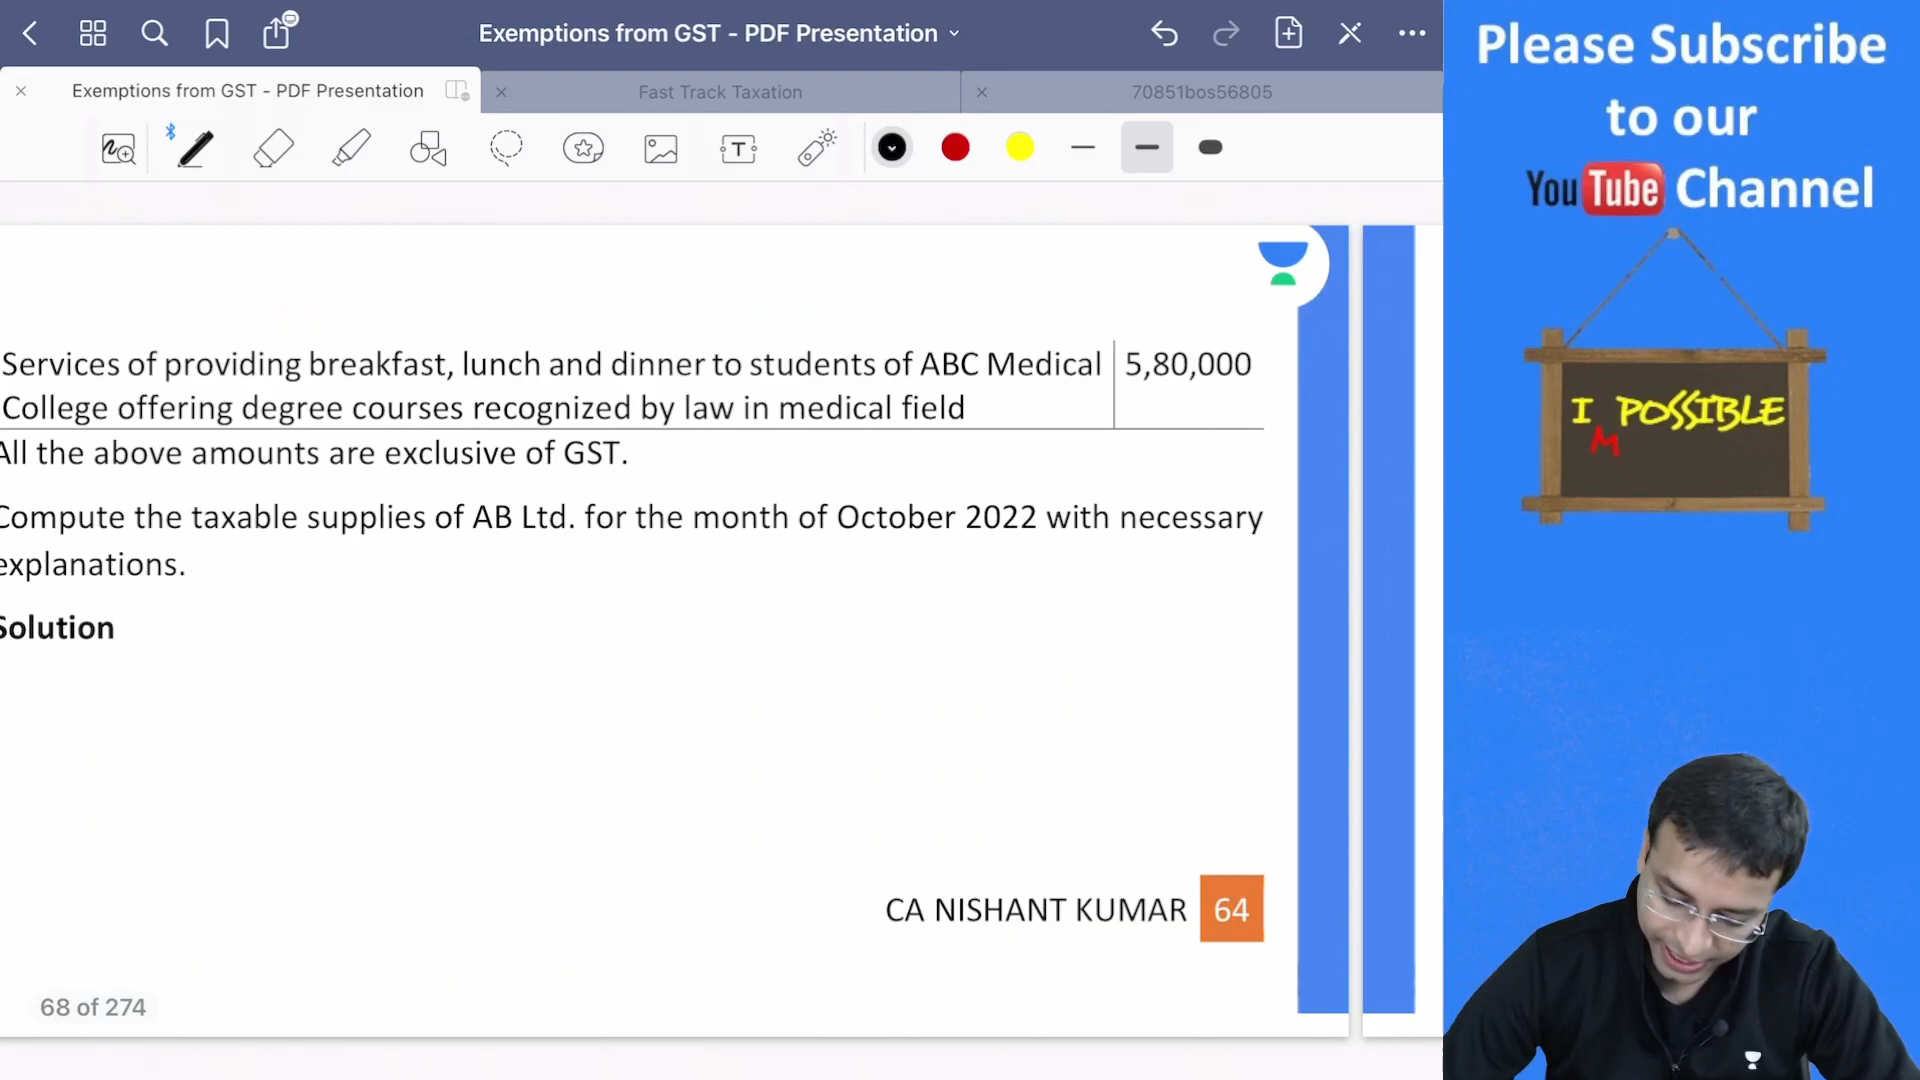 Exemptions from GST - PDF Presentation
Exemptions from GST - PDF Presentation
Fast Track Taxation
70851bos56805
T
Services of providing breakfast, lunch and dinner to students of ABC Medical 5,80,000
College offering degree courses recognized by law in medical field
All the above amounts are exclusive of GST.
Compute the taxable supplies of AB Ltd. for the month of October 2022 with necessary
explanations.
Solution
CA NISHANT KUMAR 64
68 of 274
Please Subscribe
to our
YouTube Channel
I POSSIBLE
M